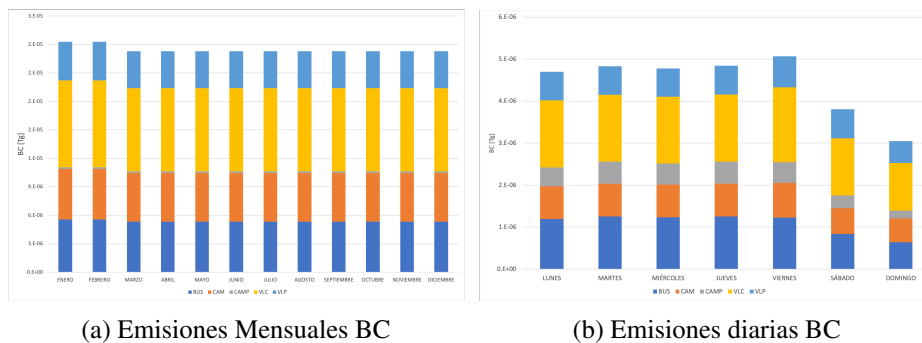 3.E-05
2.E-05
2.E-05
2.E-05
2.E-05
1.E-05
9.E-06
6.E-06
3.E-06
0.E+00
BC [Tg]
ENERO FEBRERO MARZO ABRIL MAYO JUNIO JULIO AGOSTO SEPTIEMBRE OCTUBRE NOVIEMBRE DICIEMBRE
BUS CAM CAMP VLC VLP
(a) Emisiones Mensuales BC
6.E-06
5.E-06
4.E-06
3.E-06
2.E-06
1.E-06
0.E+00
BC [Tg]
LUNES MARTES MIÉRCOLES JUEVES VIERNES SÁBADO DOMINGO
BUS CAM CAMP VLC VLP
(b) Emisiones diarias BC